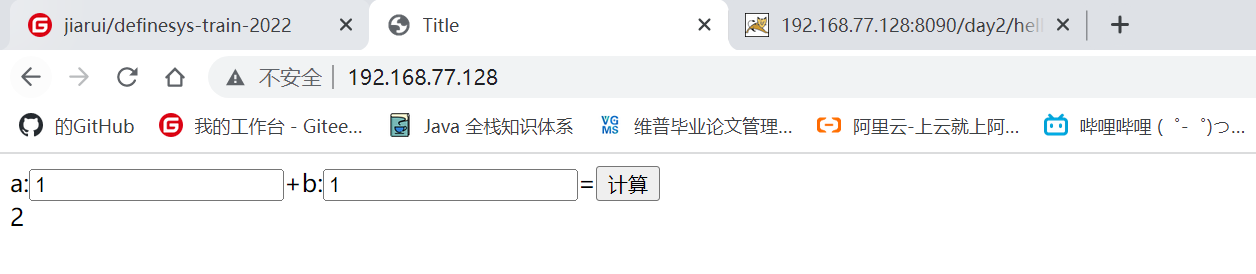 jiarui/definesys-train-2022 Title 192.168.77.128:8090/day2/hell
不安全 192.168.77.128
的GitHub 我的工作台 - Gitee... Java 全栈知识体系 VG MS 维普毕业论文管理... 阿里云-上云就上阿... 哔哩哔哩 ( ゜- ゜)つ...
a:1+b:1=计算
2